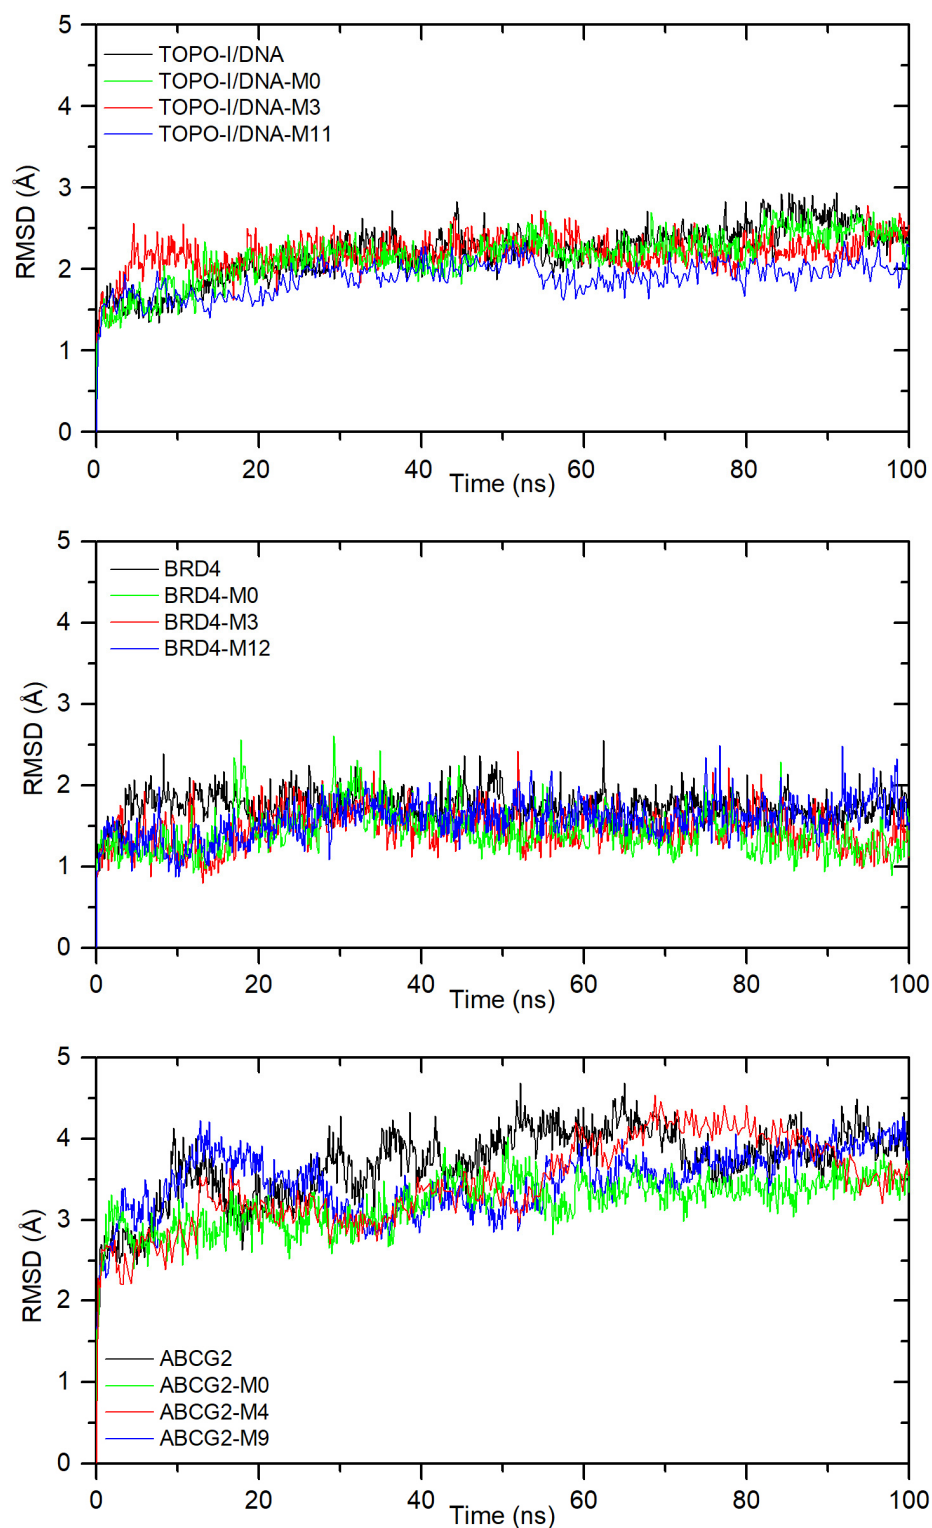 5
TOPO-I/DNA
TOPO-I/DNA-M0
4
TOPO-I/DNA-M3
TOPO-I/DNA-M11
3
RMSD (Å)
2
1
0
0 20 40 60 80 100
Time (ns)
5
BRD4
BRD4-M0
4
BRD4-M3
BRD4-M12
3
RMSD (Å)
2
1
0
0 20 40 60 80 100
Time (ns)
5
4
3
RMSD (Å)
2
ABCG2
1
ABCG2-M0
ABCG2-M4
ABCG2-M9
0
0 20 40 60 80 100
Time (ns)